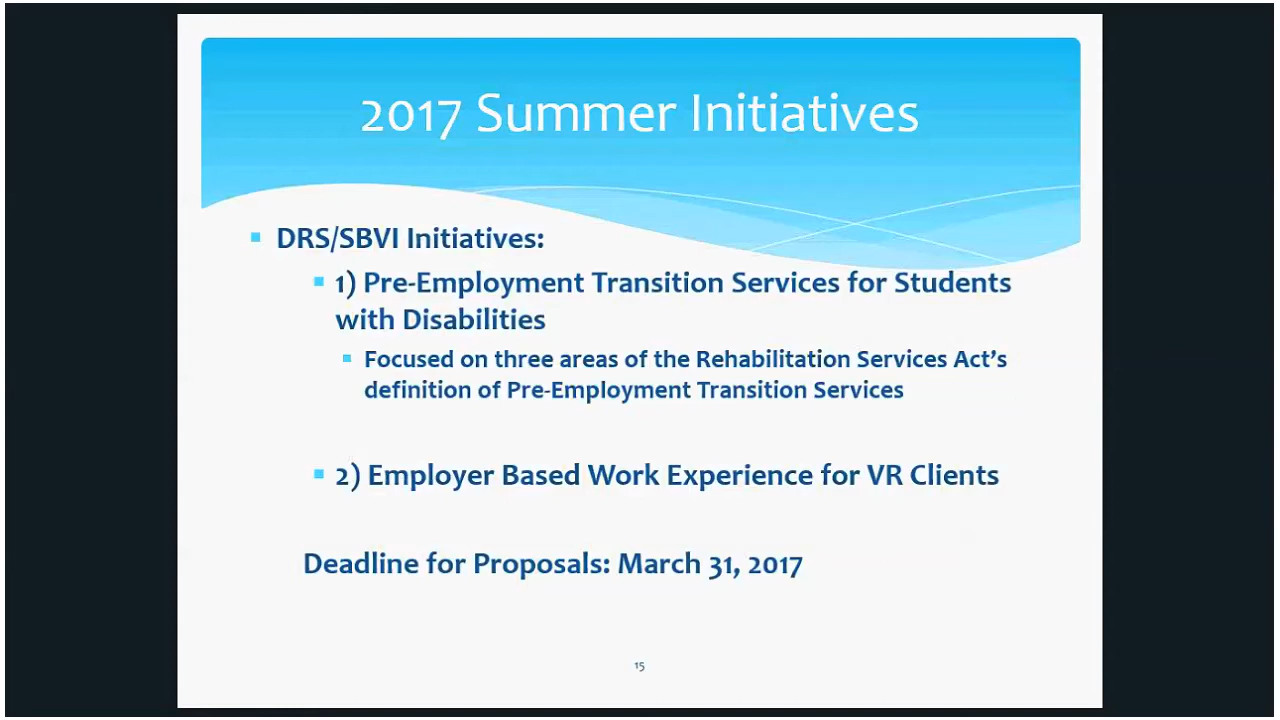 2017 Summer Initiatives
DRS/SBVI Initiatives:
1) Pre-Employment Transition Services for Students
with Disabilities
Focused on three areas of the Rehabilitation Services Act’s
definition of Pre-Employment Transition Services
2) Employer Based Work Experience for VR Clients
Deadline for Proposals: March 31, 2017
15